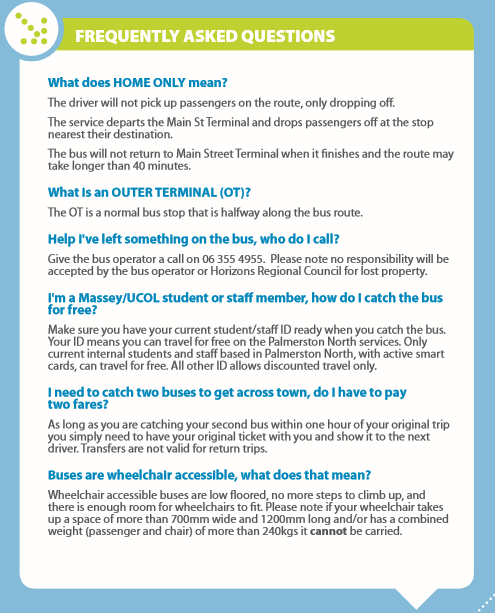 FREQUENTLY ASKED QUESTIONS
What does HOME ONLY mean?
The driver will not pick up passengers on the route, only dropping off.
The service departs the Main St Terminal and drops passengers off at the stop
nearest their destination.
The bus will not return to Main Street Terminal when it finishes and the route may
take longer than 40 minutes.
What is an OUTER TERMINAL (OT)?
The OT is a normal bus stop that is halfway along the bus route.
Help I've left something on the bus, who do I call?
Give the bus operator a call on 06 355 4955.  Please note no responsibility will be
accepted by the bus operator or Horizons Regional Council for lost property.
I'm a Massey/UCOL student or staff member, how do I catch the bus
for free?
Make sure you have your current student/staff ID ready when you catch the bus.
Your ID means you can travel for free on the Palmerston North services. Only
current internal students and staff based in Palmerston North, with active smart
cards, can travel for free. All other ID allows discounted travel only.
I need to catch two buses to get across town, do I have to pay
two fares?
As long as you are catching your second bus within one hour of your original trip
you simply need to have your original ticket with you and show it to the next
driver. Transfers are not valid for return trips.
Buses are wheelchair accessible, what does that mean?
Wheelchair accessible buses are low floored, no more steps to climb up, and
there is enough room for wheelchairs to fit. Please note if your wheelchair takes
up a space of more than 700mm wide and 1200mm long and/or has a combined
weight (passenger and chair) of more than 240kgs it cannot be carried.